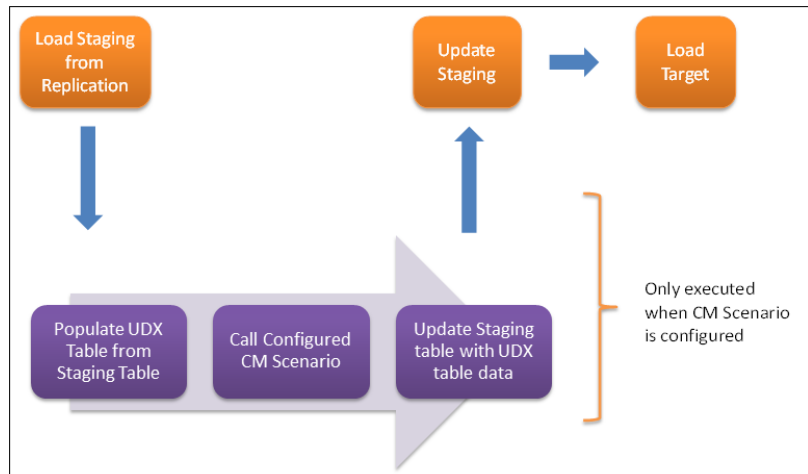 Load Staging
from
Replication
Update
Staging
Load
Target
Populate UDX
Table from
Staging Table
Call Configured
CM Scenario
Update Staging
table with UDX
table data
Only executed
when CM Scenario
is configured